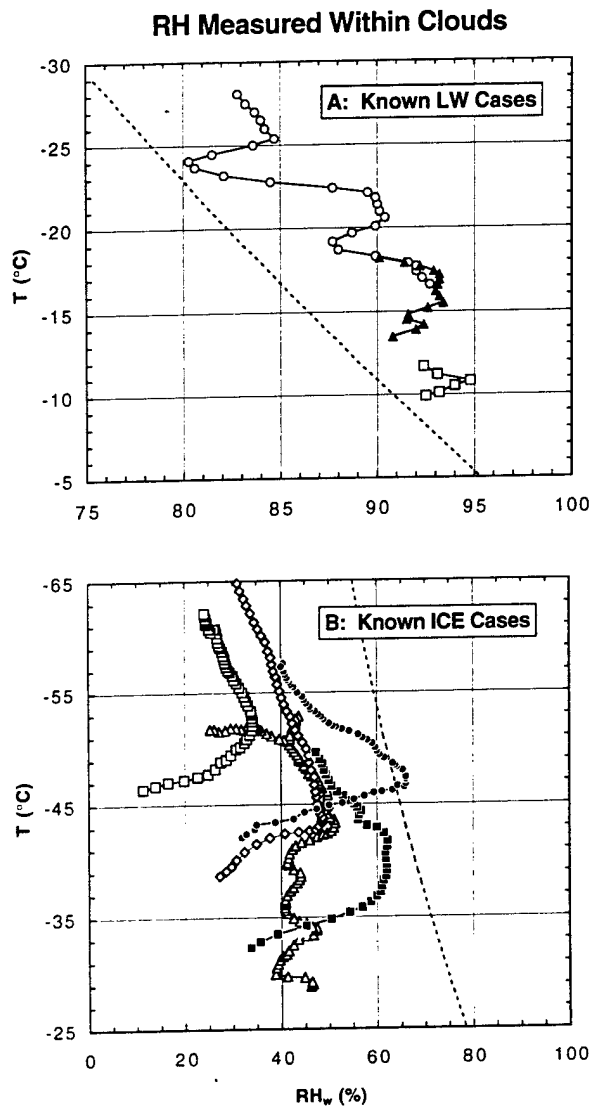 RH Measured Within Clouds
A: Known LW Cases
-30
-25
-20
-15
-10
-5
T (°C)
75 80 85 90 95 100
B: Known ICE Cases
-65
-55
-45
-35
-25
T (°C)
0 20 40 60 80 100
RHw (%)